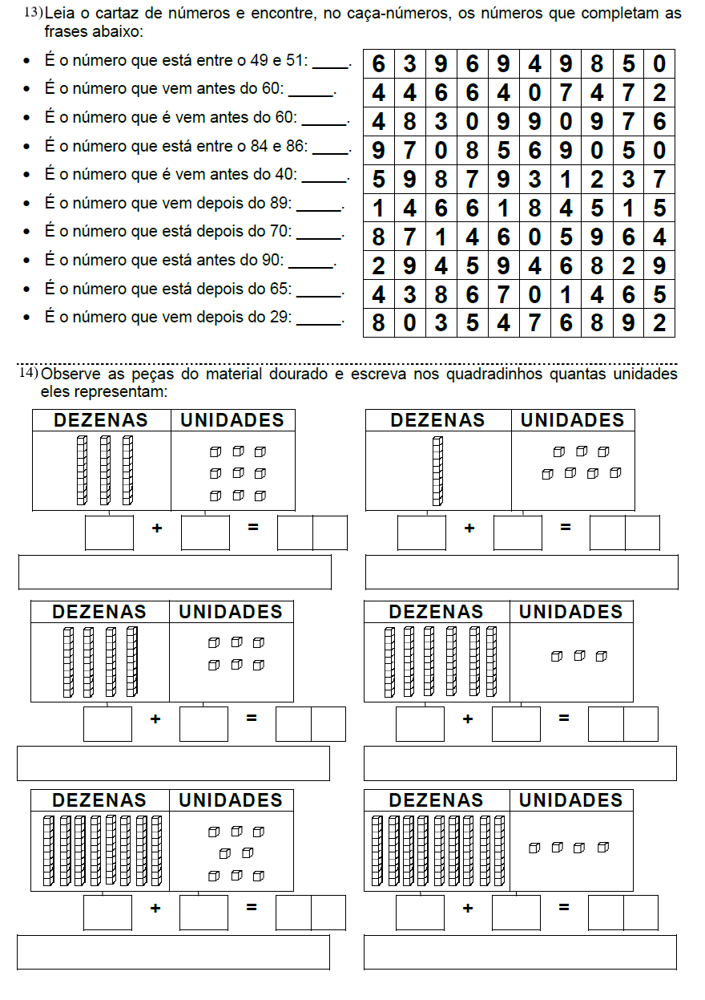 13) Leia o cartaz de números e encontre, no caça-números, os números que completam as
frases abaixo:
• É o número que está entre o 49 e 51: ____.
• É o número que vem antes do 60: _____.
• É o número que é vem antes do 60: _____.
• É o número que está entre o 84 e 86: ____.
• É o número que é vem antes do 40: _____.
• É o número que vem depois do 89: _____.
• É o número que está depois do 70: _____.
• É o número que está antes do 90: _____.
• É o número que está depois do 65: _____.
• É o número que vem depois do 29: _____.
6 3 9 6 9 4 9 8 5 0
4 4 6 6 4 0 7 4 7 2
4 8 3 0 9 9 0 9 7 6
9 7 0 8 5 6 9 0 5 0
5 9 8 7 9 3 1 2 3 7
1 4 6 6 1 8 4 5 1 5
8 7 1 4 6 0 5 9 6 4
2 9 4 5 9 4 6 8 2 9
4 3 8 6 7 0 1 4 6 5
8 0 3 5 4 7 6 8 9 2
14) Observe as peças do material dourado e escreva nos quadradinhos quantas unidades
eles representam:
DEZENAS UNIDADES
+ =
DEZENAS UNIDADES
+ =
DEZENAS UNIDADES
+ =
DEZENAS UNIDADES
+ =
DEZENAS UNIDADES
+ =
DEZENAS UNIDADES
+ =